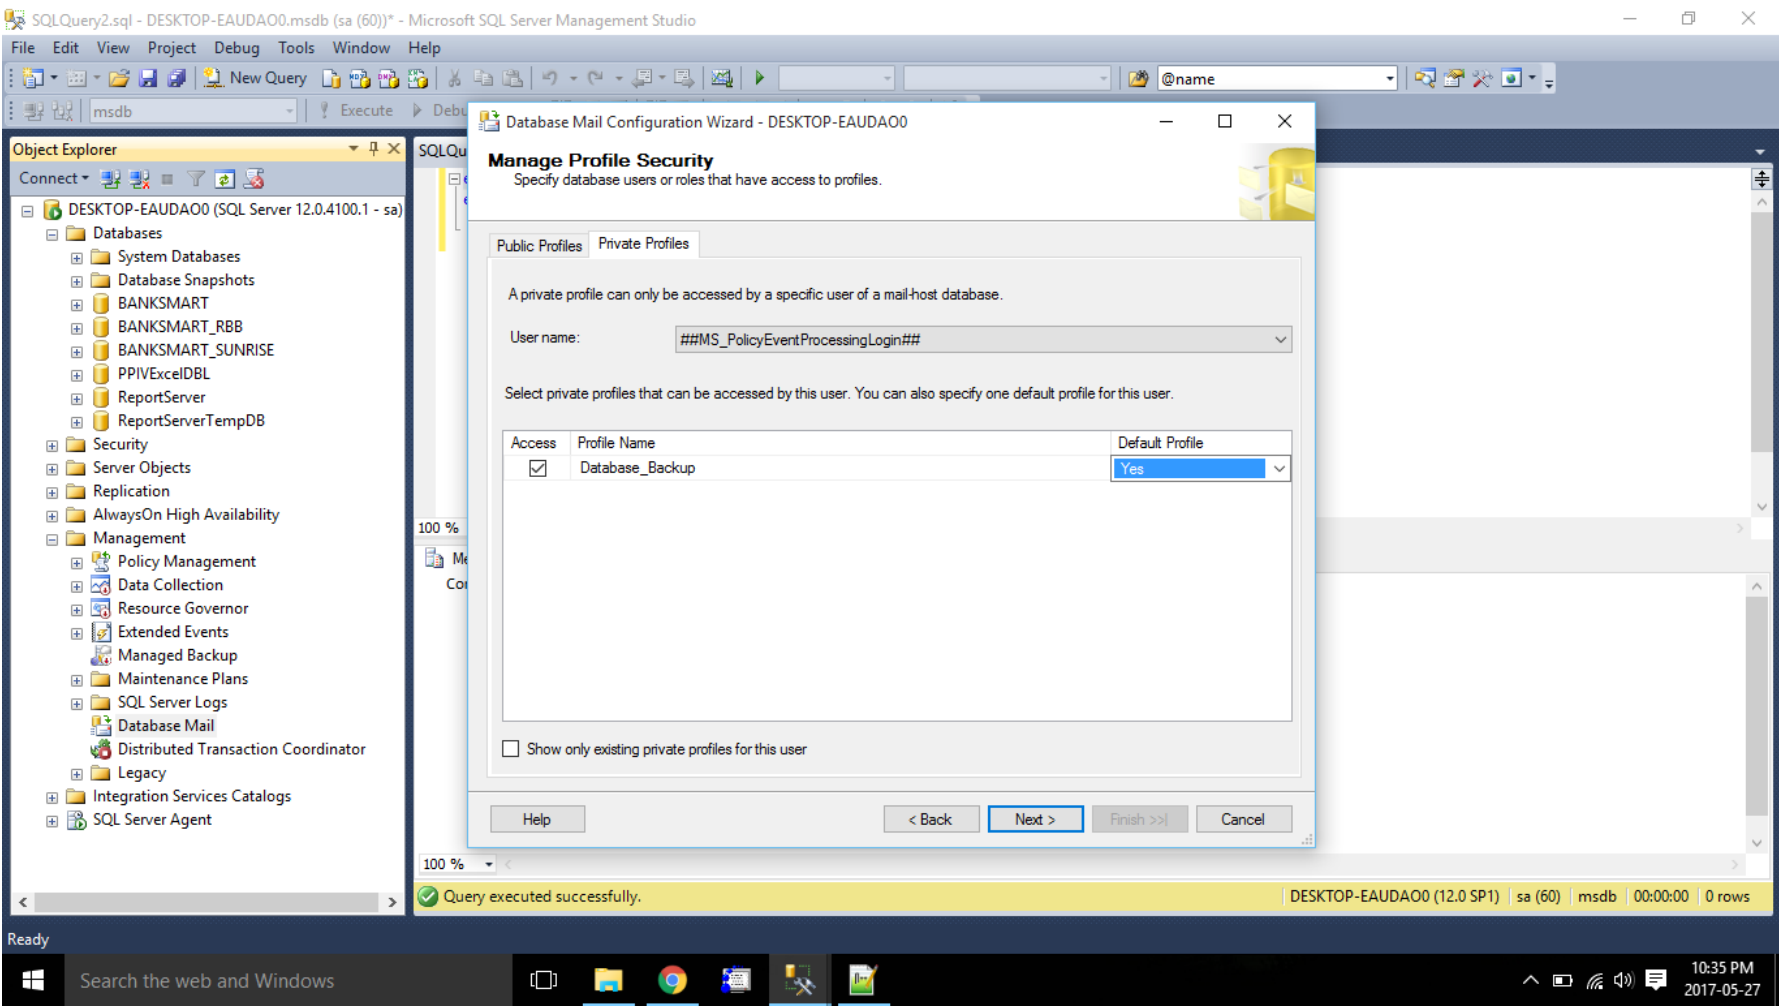 SQLQuery2.sql - DESKTOP-EAUDAO0.msdb (sa (60))* - Microsoft SQL Server Management Studio
File Edit View Project Debug Tools Window Help
New Query
@name
msdb
Execute
Debu
Object Explorer
Connect
DESKTOP-EAUDAO0 (SQL Server 12.0.4100.1 - sa)
Databases
System Databases
Database Snapshots
BANKSMART
BANKSMART_RBB
BANKSMART_SUNRISE
PPIVExcelDBL
ReportServer
ReportServerTempDB
Security
Server Objects
Replication
AlwaysOn High Availability
Management
Policy Management
Data Collection
Resource Governor
Extended Events
Managed Backup
Maintenance Plans
SQL Server Logs
Database Mail
Distributed Transaction Coordinator
Legacy
Integration Services Catalogs
SQL Server Agent
SQLQu
100 %
Me
Co
100 %
Database Mail Configuration Wizard - DESKTOP-EAUDAO0
Manage Profile Security
Specify database users or roles that have access to profiles.
Public Profiles Private Profiles
A private profile can only be accessed by a specific user of a mail-host database.
User name: ##MS_PolicyEventProcessingLogin##
Select private profiles that can be accessed by this user. You can also specify one default profile for this user.
Access Profile Name Default Profile
Database_Backup Yes
Show only existing private profiles for this user
Help < Back Next > Finish >>| Cancel
Query executed successfully. DESKTOP-EAUDAO0 (12.0 SP1) sa (60) msdb 00:00:00 0 rows
Ready
Search the web and Windows
10:35 PM
2017-05-27